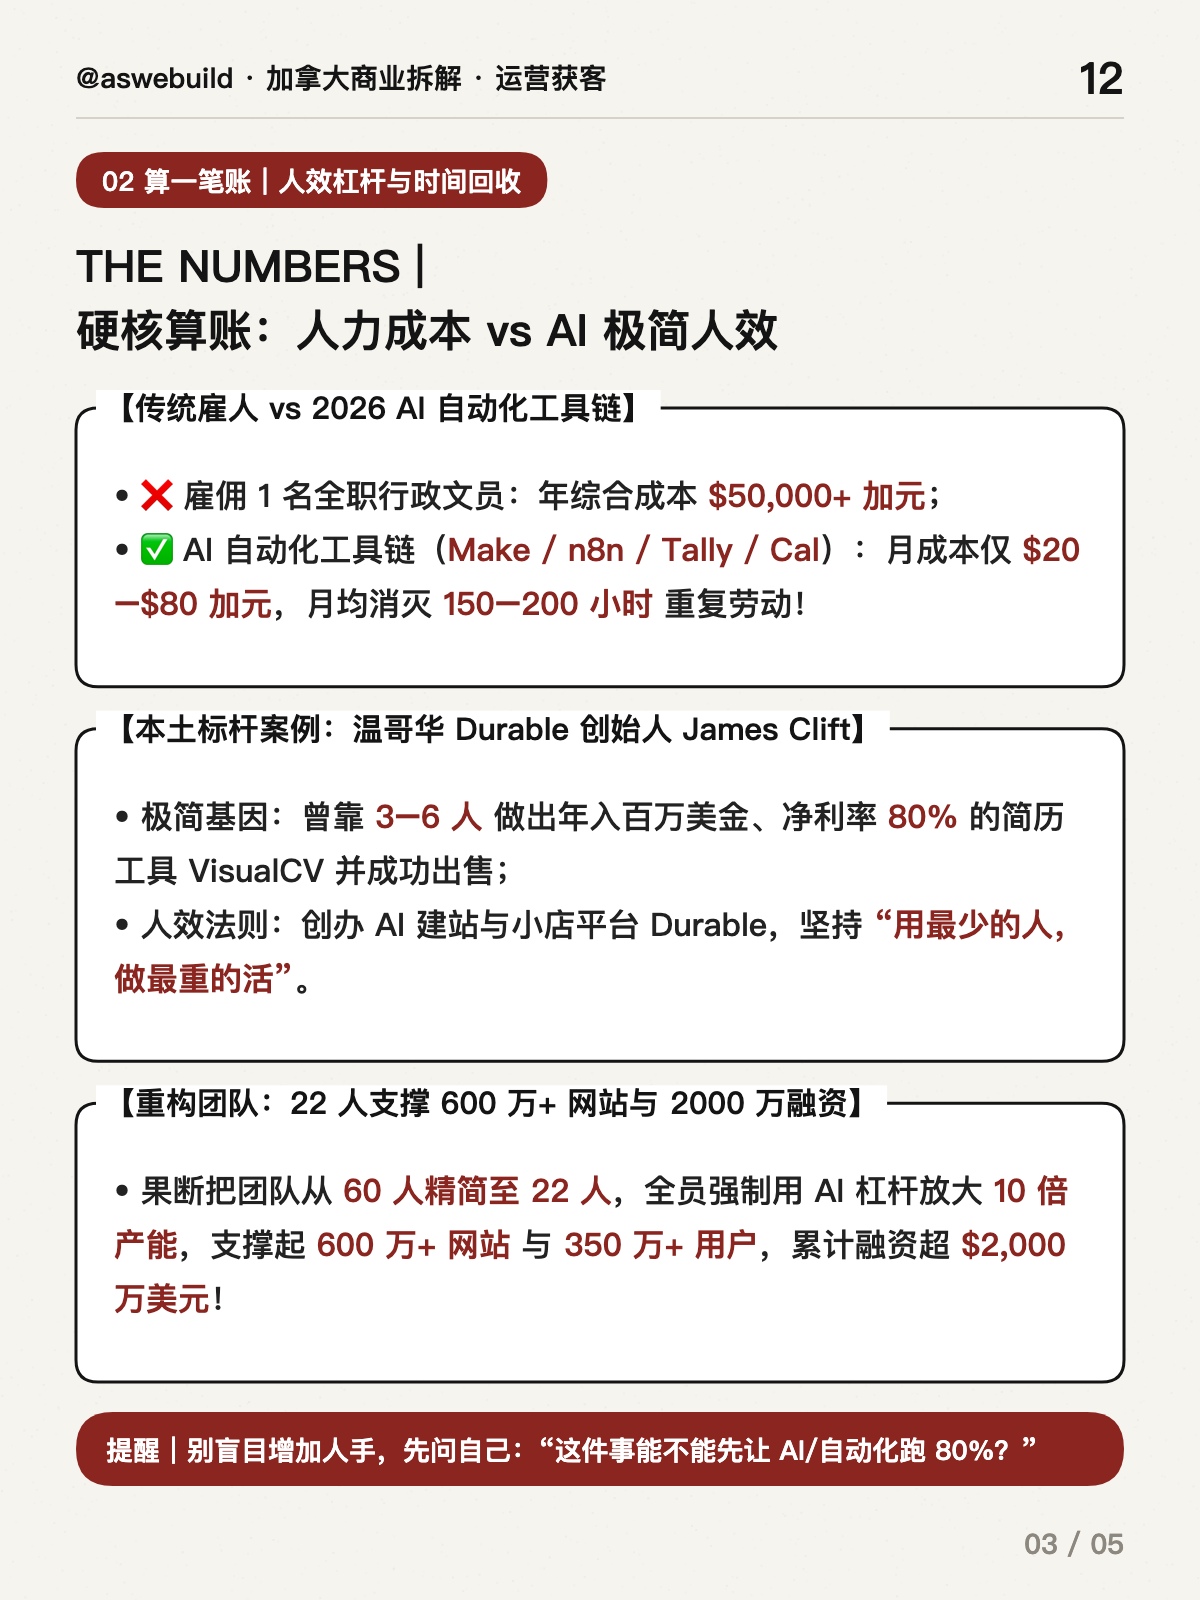 @aswebuild · 加拿大商业拆解 · 运营获客
12
02 算一笔账｜人效杠杆与时间回收
THE NUMBERS |
硬核算账：人力成本 vs AI 极简人效
【传统雇人 vs 2026 AI 自动化工具链】
• ❌ 雇佣 1 名全职行政文员：年综合成本 $50,000+ 加元；
• ✅ AI 自动化工具链（Make / n8n / Tally / Cal）：月成本仅 $20
—$80 加元，月均消灭 150—200 小时 重复劳动！
【本土标杆案例：温哥华 Durable 创始人 James Clift】
• 极简基因：曾靠 3—6 人 做出年入百万美金、净利率 80% 的简历
工具 VisualCV 并成功出售；
• 人效法则：创办 AI 建站与小店平台 Durable，坚持 “用最少的人，
做最重的活”。
【重构团队：22 人支撑 600 万+ 网站与 2000 万融资】
• 果断把团队从 60 人精简至 22 人，全员强制用 AI 杠杆放大 10 倍
产能，支撑起 600 万+ 网站 与 350 万+ 用户，累计融资超 $2,000
万美元！
提醒｜别盲目增加人手，先问自己：“这件事能不能先让 AI/自动化跑 80%？”
03 / 05